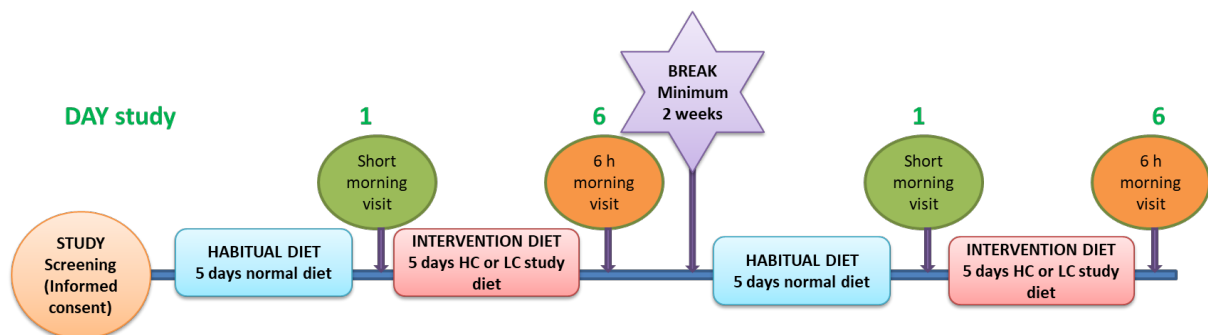 BREAK
Minimum
2 weeks
DAY study
1
6
1
6
Short
morning
visit
6 h
morning
visit
Short
morning
visit
6 h
morning
visit
STUDY
Screening
(Informed
consent)
HABITUAL DIET
5 days normal diet
INTERVENTION DIET
5 days HC or LC study
diet
HABITUAL DIET
5 days normal diet
INTERVENTION DIET
5 days HC or LC study
diet